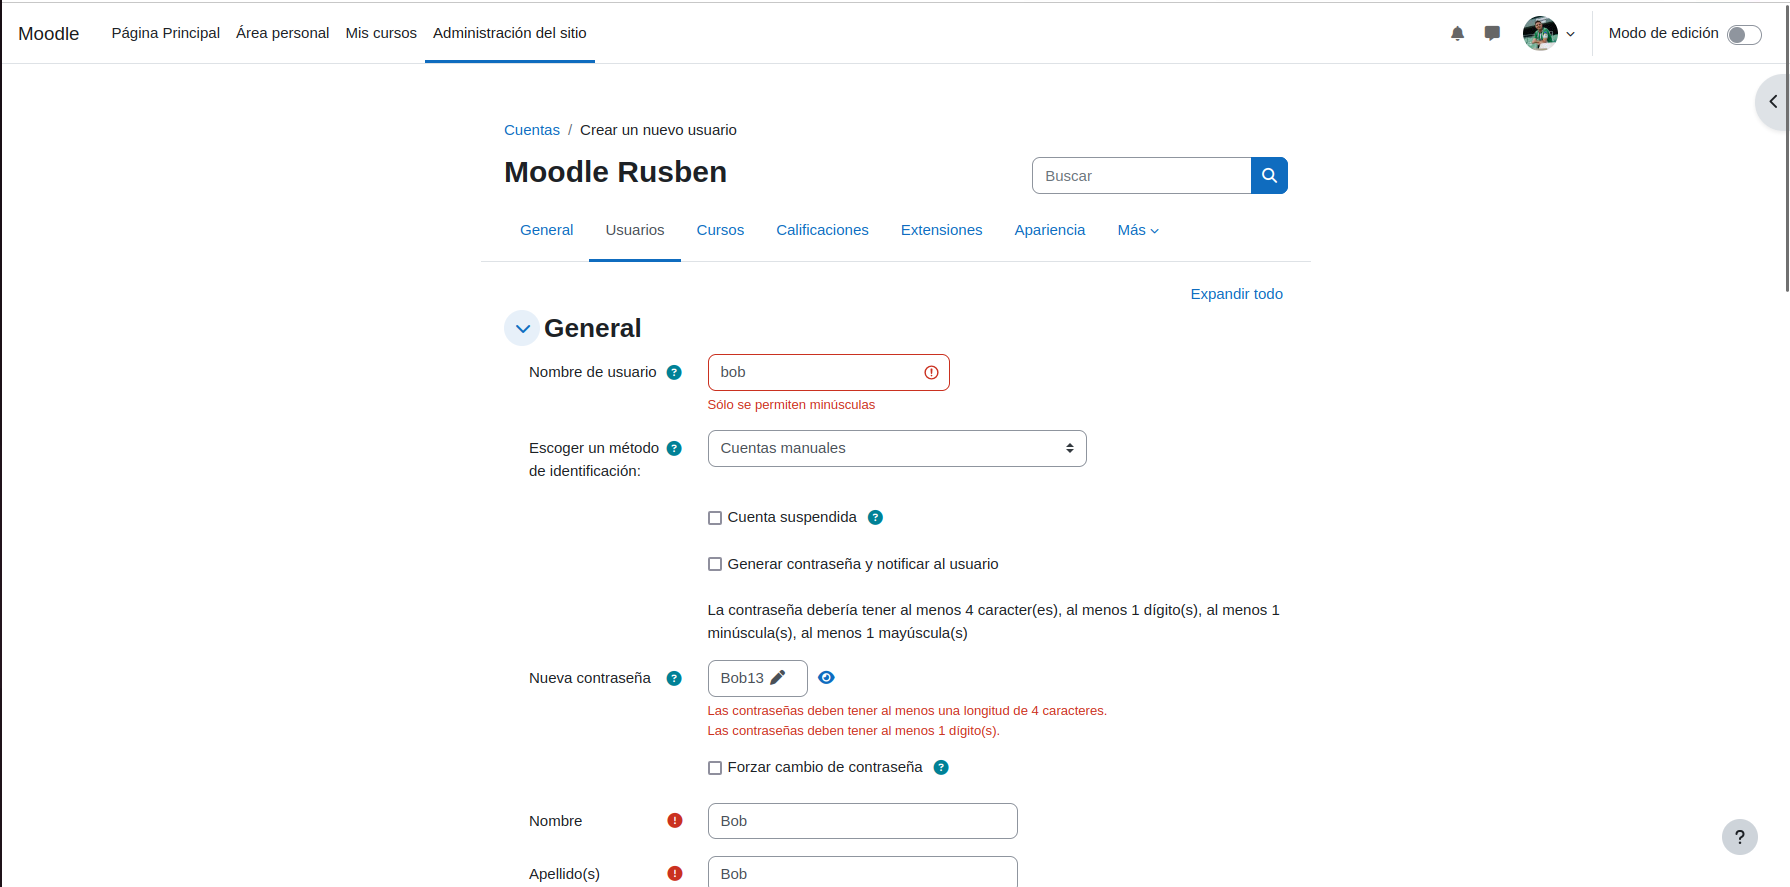 Moodle
Página Principal
Área personal
Mis cursos
Administración del sitio
Modo de edición
Cuentas / Crear un nuevo usuario
Moodle Rusben
Buscar
General
Usuarios
Cursos
Calificaciones
Extensiones
Apariencia
Más
Expandir todo
General
Nombre de usuario ?
bob
Sólo se permiten minúsculas
Escoger un método ?
de identificación:
Cuentas manuales
Cuenta suspendida ?
Generar contraseña y notificar al usuario
La contraseña debería tener al menos 4 caracter(es), al menos 1 dígito(s), al menos 1
minúscula(s), al menos 1 mayúscula(s)
Nueva contraseña ?
Bob13
Las contraseñas deben tener al menos una longitud de 4 caracteres.
Las contraseñas deben tener al menos 1 dígito(s).
Forzar cambio de contraseña ?
Nombre !
Bob
Apellido(s) !
Bob
?